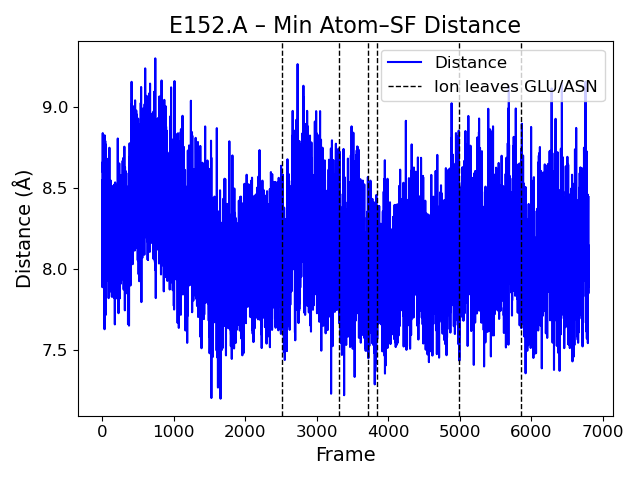 E152.A – Min Atom–SF Distance
Distance
Ion leaves GLU/ASN
Distance (Å)
9.0
8.5
8.0
7.5
0 1000 2000 3000 4000 5000 6000 7000
Frame